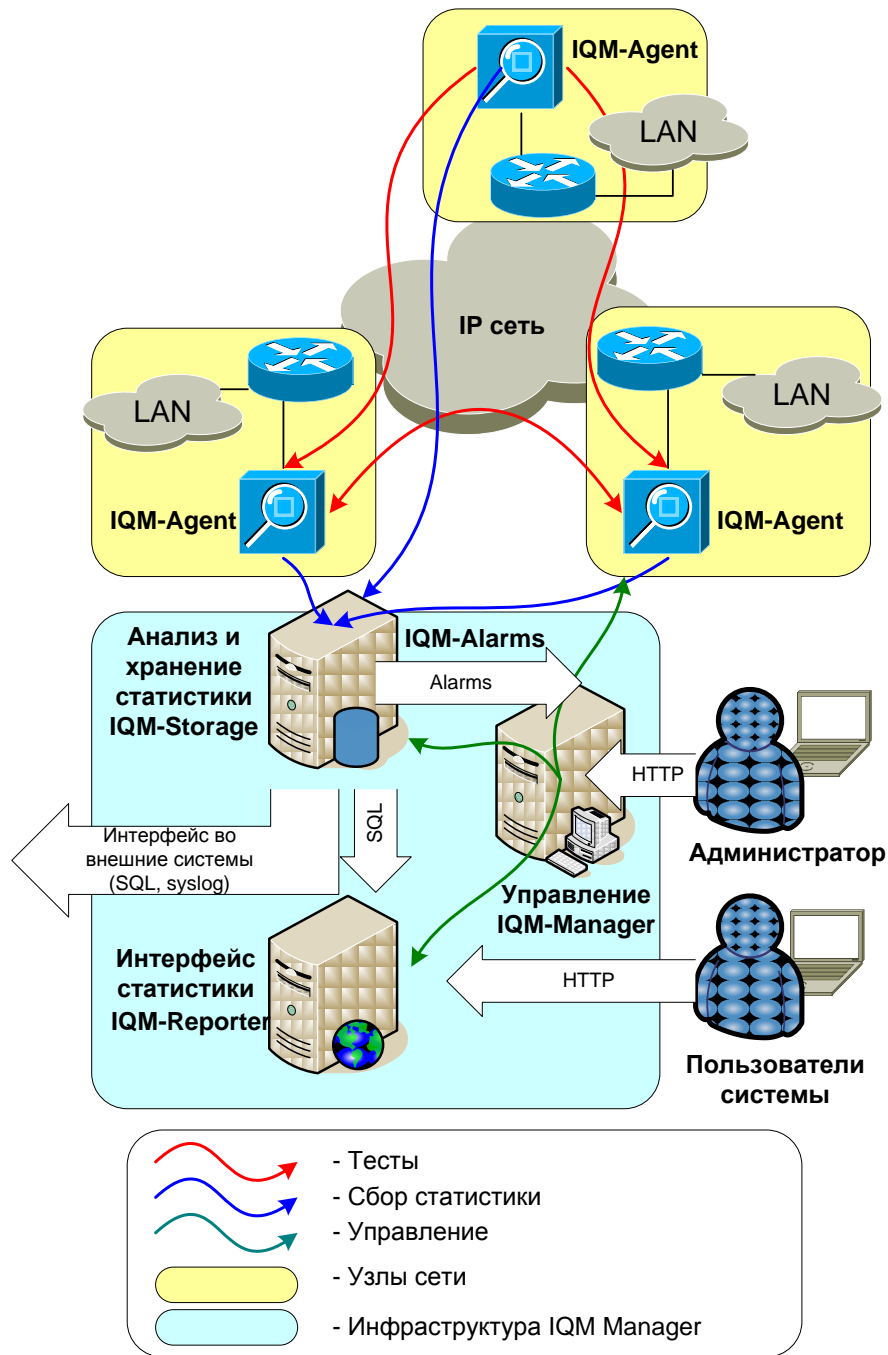 IQM-Agent
LAN
IP сеть
LAN
LAN
IQM-Agent
IQM-Agent
Анализ и
хранение
статистики
IQM-Storage
IQM-Alarms
Alarms
HTTP
Администратор
SQL
Интерфейс во
внешние системы
(SQL, syslog)
Управление
IQM-Manager
Интерфейс
статистики
IQM-Reporter
HTTP
Пользователи
системы
- Тесты
- Сбор статистики
- Управление
- Узлы сети
- Инфраструктура IQM Manager